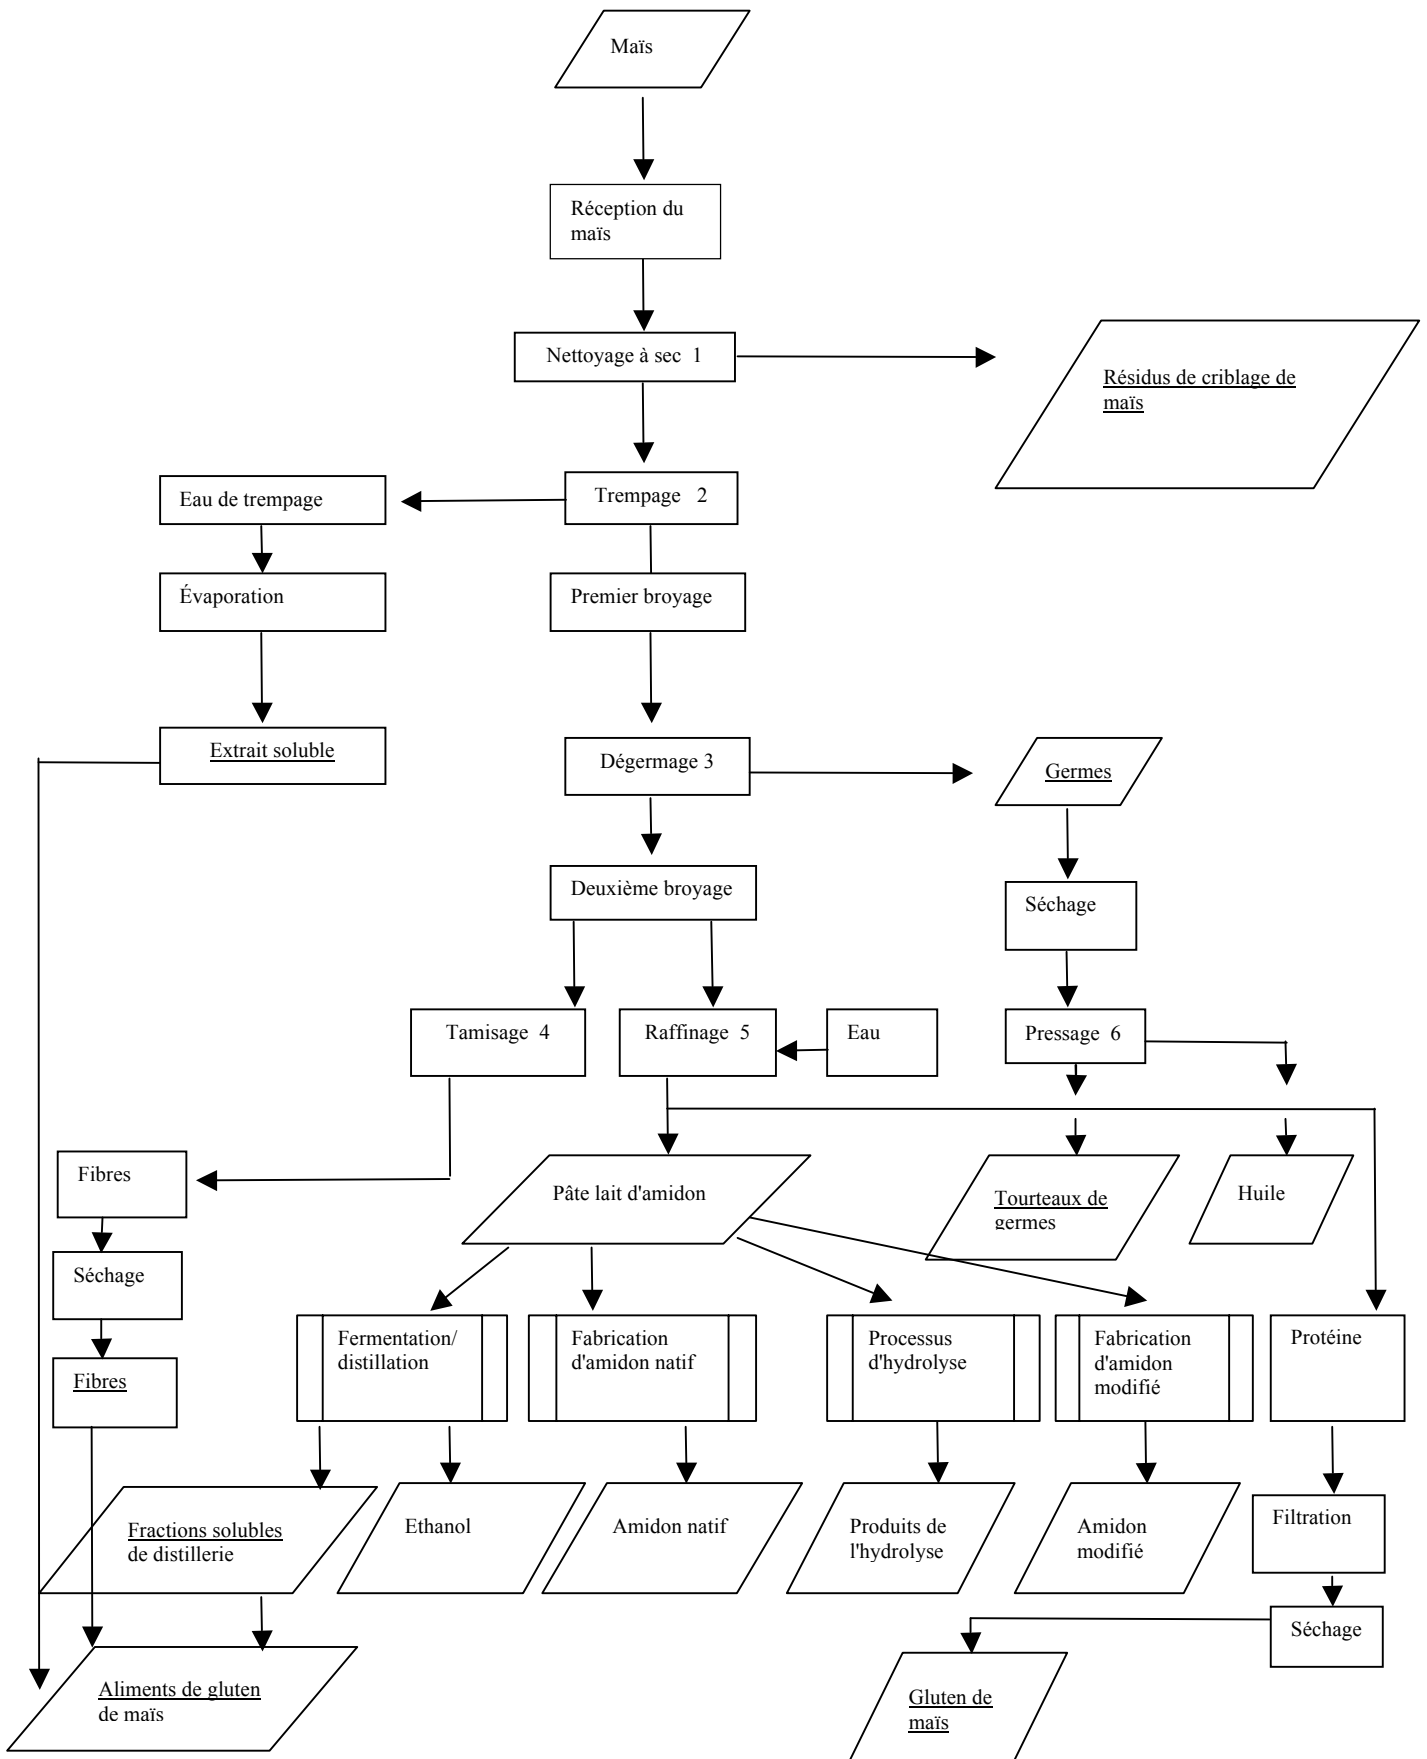 Maïs
Réception du
maïs
Nettoyage à sec 1
Résidus de criblage de
maïs
Eau de trempage
Trempage 2
Évaporation
Premier broyage
Extrait soluble
Dégermage 3
Germes
Deuxième broyage
Séchage
Tamisage 4
Raffinage 5
Eau
Pressage 6
Fibres
Pâte lait d'amidon
Tourteaux de
germes
Huile
Séchage
Fibres
Fermentation/
distillation
Fabrication
d'amidon natif
Processus
d'hydrolyse
Fabrication
d'amidon
modifié
Protéine
Fractions solubles
de distillerie
Ethanol
Amidon natif
Produits de
l'hydrolyse
Amidon
modifié
Filtration
Séchage
Aliments de gluten
de maïs
Gluten de
maïs